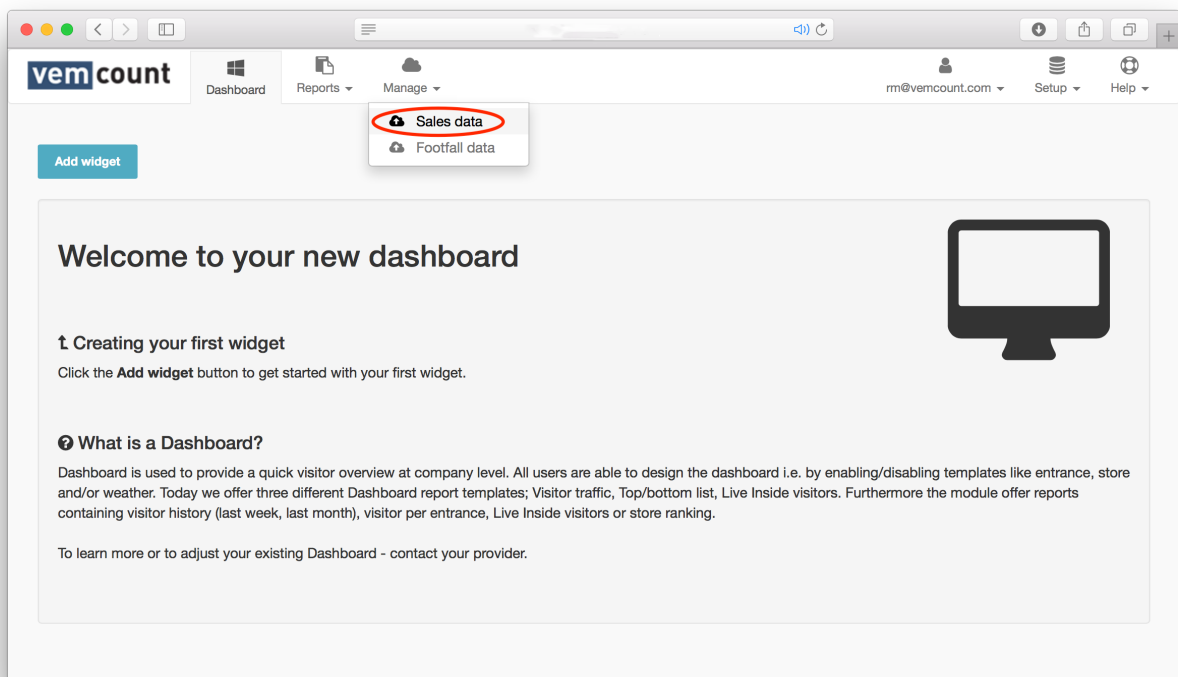 vemcount
Dashboard
Reports
Manage
rm@vemcount.com
Setup
Help
Sales data
Footfall data
Add widget
Welcome to your new dashboard
Creating your first widget
Click the Add widget button to get started with your first widget.
What is a Dashboard?
Dashboard is used to provide a quick visitor overview at company level. All users are able to design the dashboard i.e. by enabling/disabling templates like entrance, store
and/or weather. Today we offer three different Dashboard report templates; Visitor traffic, Top/bottom list, Live Inside visitors. Furthermore the module offer reports
containing visitor history (last week, last month), visitor per entrance, Live Inside visitors or store ranking.
To learn more or to adjust your existing Dashboard - contact your provider.